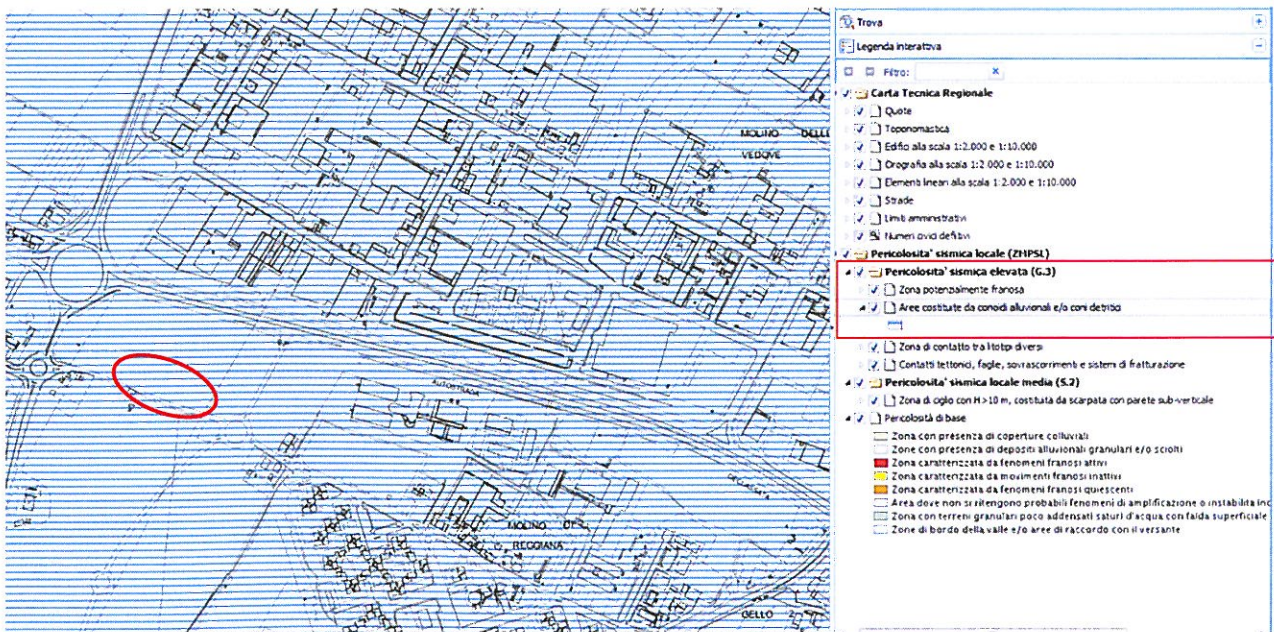 MOLINO DELLE
VEDOVE
AUTOSTRADA
MOLINO DELLA
REGGIANA
GELLO
Trova
Legenda interattiva
Filtro:
Carta Tecnica Regionale
Quote
Toponomastica
Edifici alla scala 1:2.000 e 1:10.000
Orografia alla scala 1:2.000 e 1:10.000
Elementi lineari alla scala 1:2.000 e 1:10.000
Strade
Limiti amministrativi
Numeri civici definitivi
Pericolosita' sismica locale (ZMPSL)
Pericolosita' sismica elevata (G.3)
Zona potenzialmente franosa
Aree costituite da conoidi alluvionali e/o coni detritici
Zona di contatto tra litotipi diversi
Contatti tettonici, faglie, sovrascorrimenti e sistemi di fratturazione
Pericolosita' sismica locale media (S.2)
Zona di ciglio con H>10 m, costituita da scarpata con parete sub-verticale
Pericolosità di base
Zona con presenza di coperture colluviali
Zone con presenza di depositi alluvionali granulari e/o sciolti
Zona caratterizzata da fenomeni franosi attivi
Zona caratterizzata da movimenti franosi inattivi
Zona caratterizzata da fenomeni franosi quiescenti
Area dove non si ritengono probabili fenomeni di amplificazione o instabilita inc
Zona con terreni granulari poco addensati saturi d'acqua con falda superficiale
Zone di bordo della valle e/o aree di raccordo con il versante